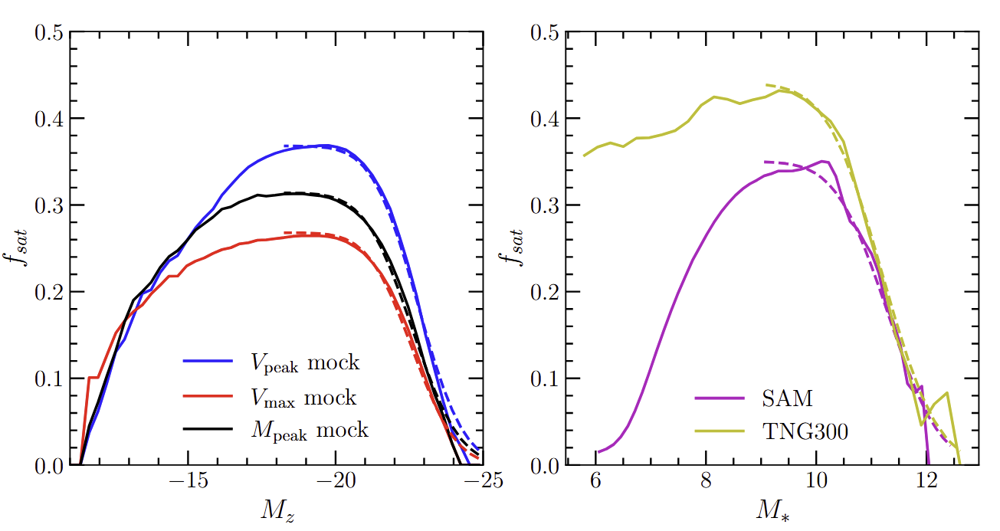 0.5
0.4
0.3
0.2
0.1
0.0
f_sat
−15
−20
−25
M_z
V_peak mock
V_max mock
M_peak mock
0.5
0.4
0.3
0.2
0.1
0.0
f_sat
6
8
10
12
M_*
SAM
TNG300